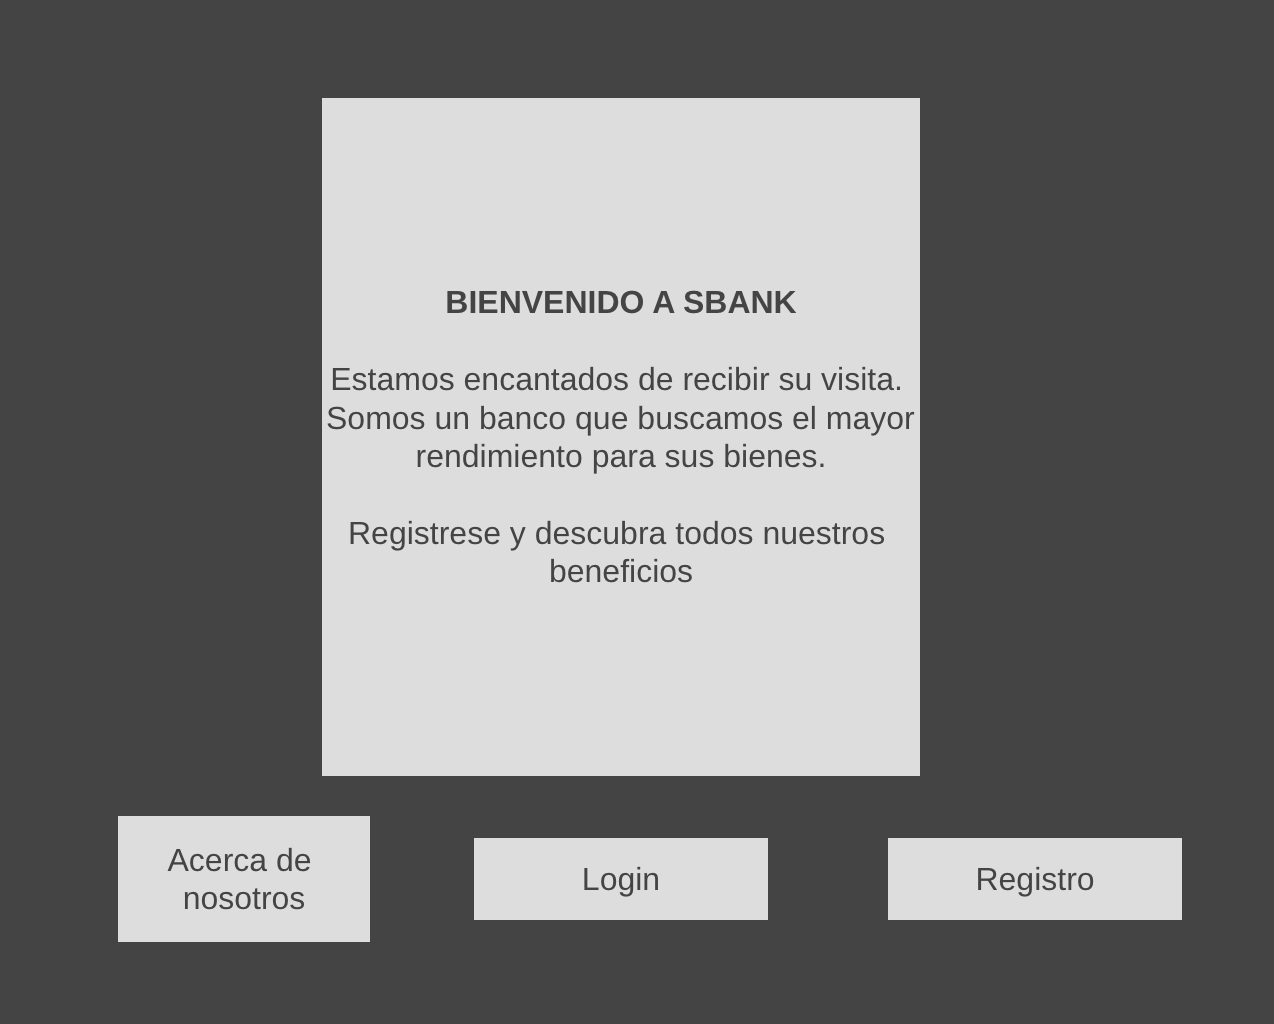 BIENVENIDO A SBANK
Estamos encantados de recibir su visita.
Somos un banco que buscamos el mayor
rendimiento para sus bienes.
Registrese y descubra todos nuestros
beneficios
Acerca de
nosotros
Login
Registro